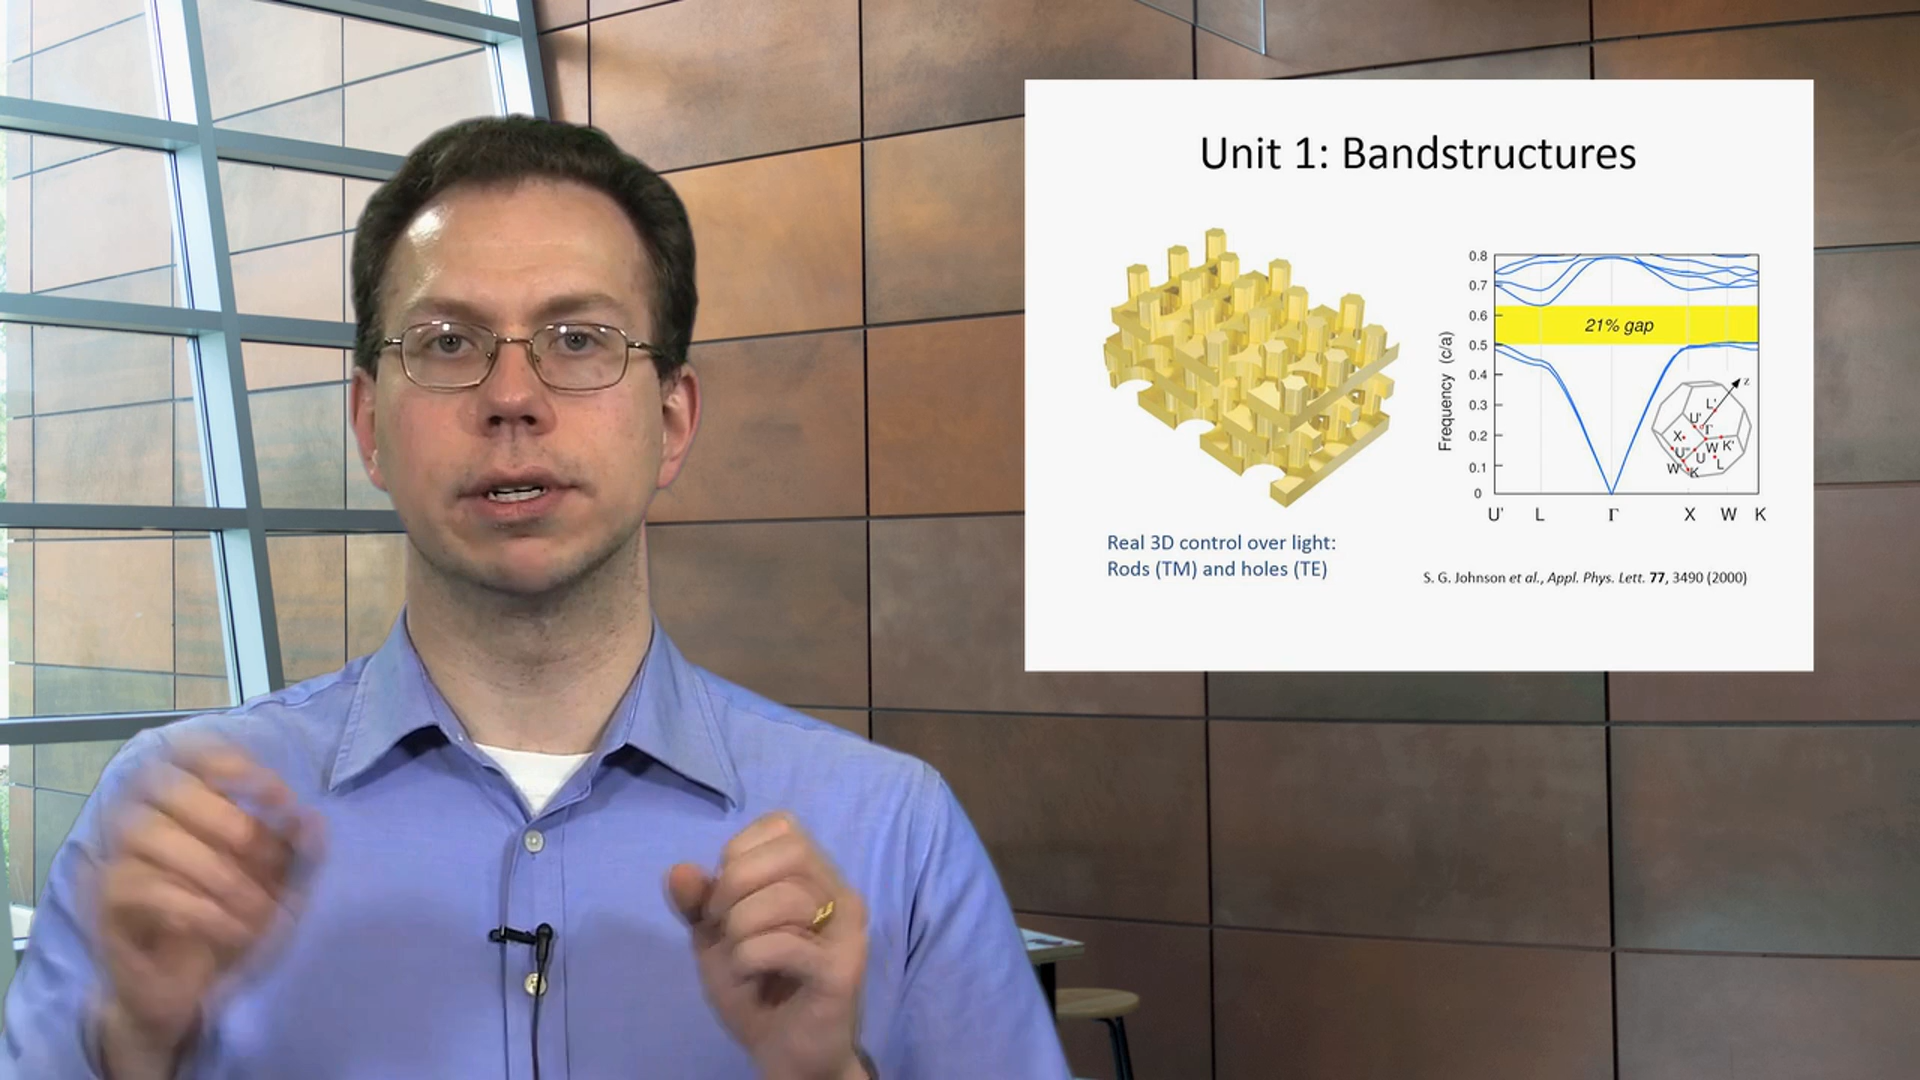 Unit 1: Bandstructures
0.8
0.7
0.6
0.5
0.4
0.3
0.2
0.1
0
Frequency (c/a)
21% gap
z
L'
U'
Γ
X
W
K'
U''
U
L
W'
K
U' L Γ X W K
Real 3D control over light:
Rods (TM) and holes (TE)
S. G. Johnson et al., Appl. Phys. Lett. 77, 3490 (2000)